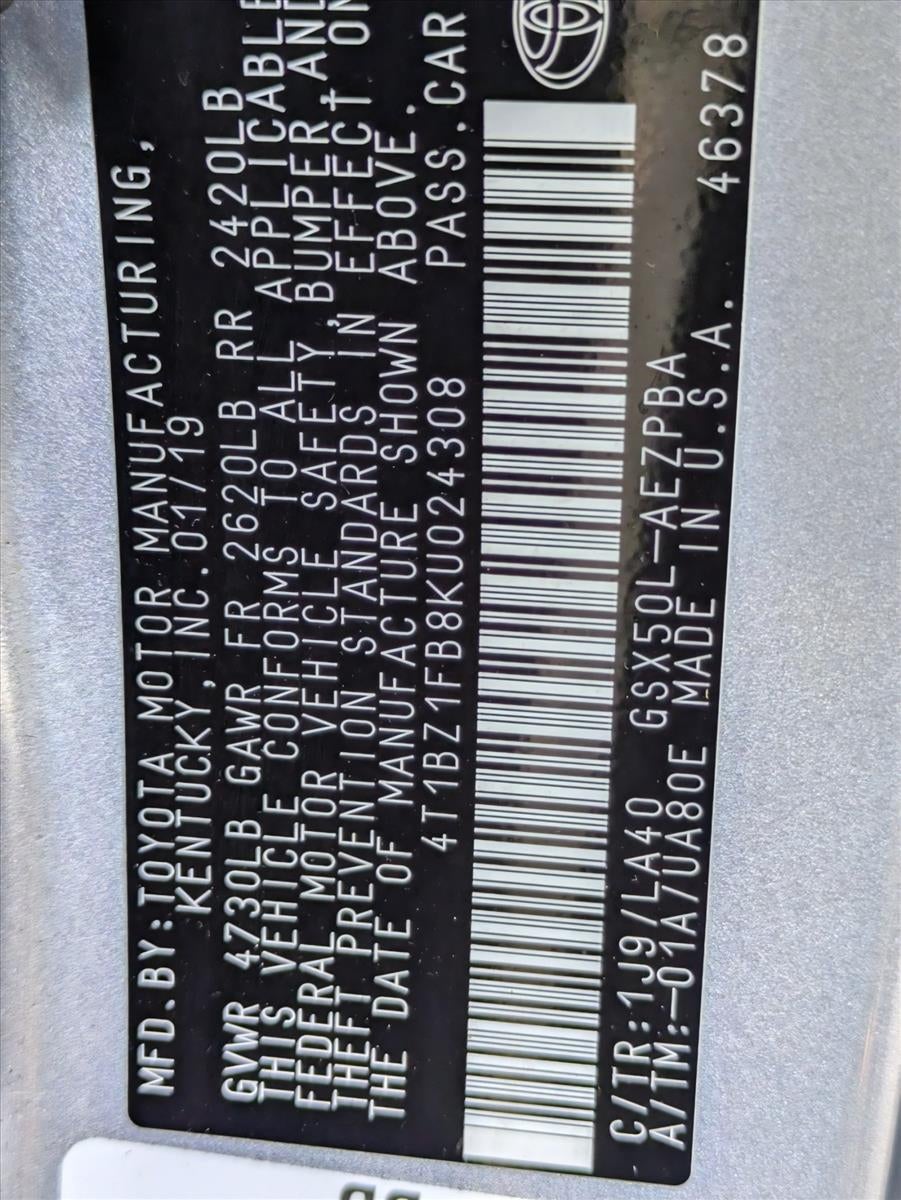 MFD.BY:TOYOTA MOTOR MANUFACTURING,
KENTUCKY, INC. 01/19
GVWR 4730LB GAWR FR 2620LB RR 2420LB
THIS VEHICLE CONFORMS TO ALL APPLICABLE
FEDERAL MOTOR VEHICLE SAFETY, BUMPER AND
THEFT PREVENTION STANDARDS IN EFFECT ON
THE DATE OF MANUFACTURE SHOWN ABOVE.
4T1BZ1FB8KU024308 PASS.CAR
C/TR:1J9/LA40 GSX50L-AEZPBA
A/TM:-01A/UA80E MADE IN U.S.A. 46378